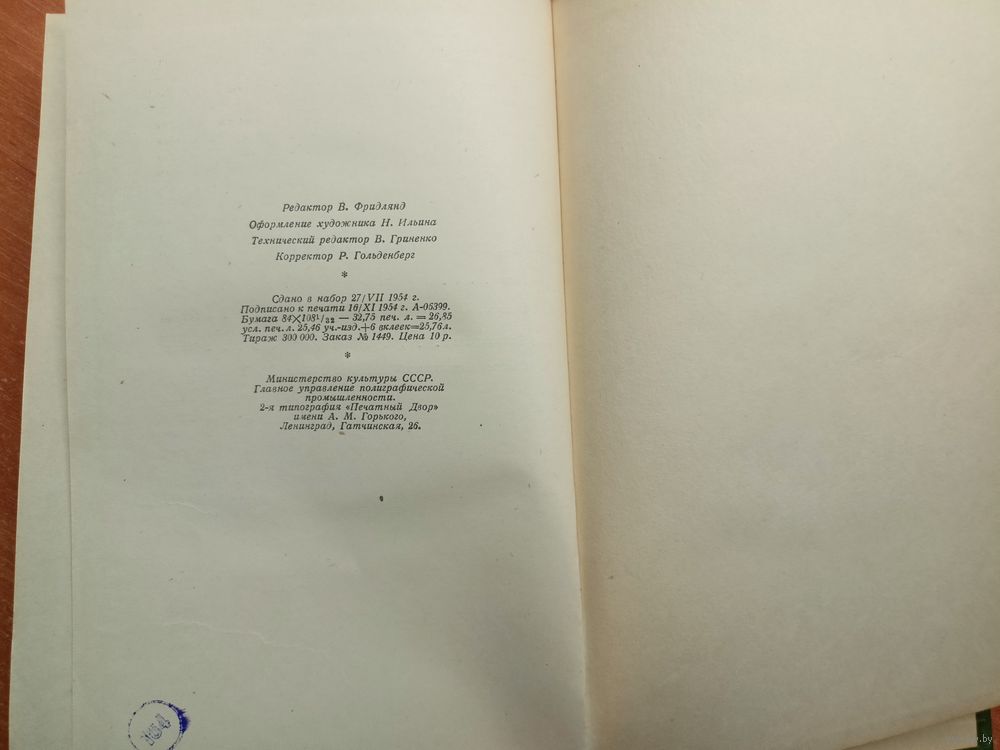 Редактор В. Фридлянд
Оформление художника Н. Ильина
Технический редактор В. Гриненко
Корректор Р. Гольденберг
*
Сдано в набор 27/VII 1954 г.
Подписано к печати 16/XI 1954 г. А-05399.
Бумага 84×108¹/₃₂ — 32,75 печ. л. = 26,85
усл. печ. л. 25,46 уч.-изд.+6 вклеек=25,76 л.
Тираж 300 000. Заказ № 1449. Цена 10 р.
*
Министерство культуры СССР.
Главное управление полиграфической
промышленности.
2-я типография «Печатный Двор»
имени А. М. Горького,
Ленинград, Гатчинская, 26.